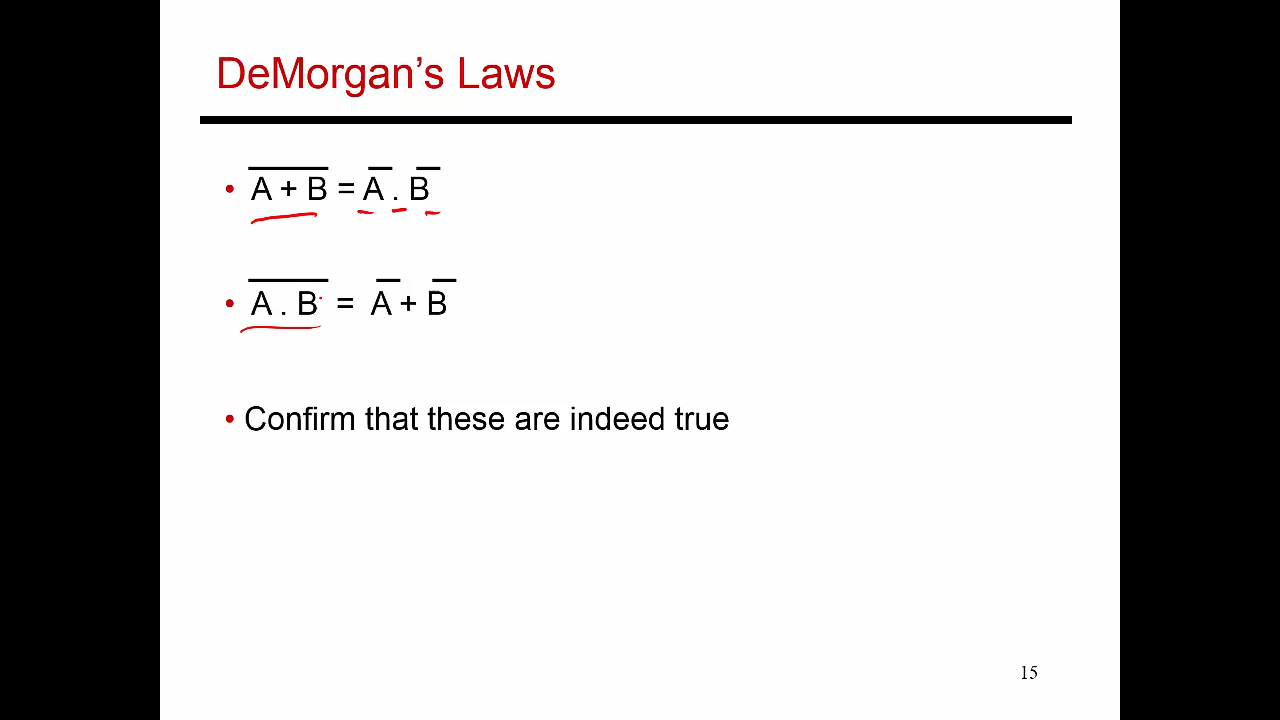 DeMorgan's Laws
• A̅ ̅+̅ ̅B̅ = A̅ . B̅
• A̅ ̅.̅ ̅B̅ = A̅ + B̅
• Confirm that these are indeed true
15